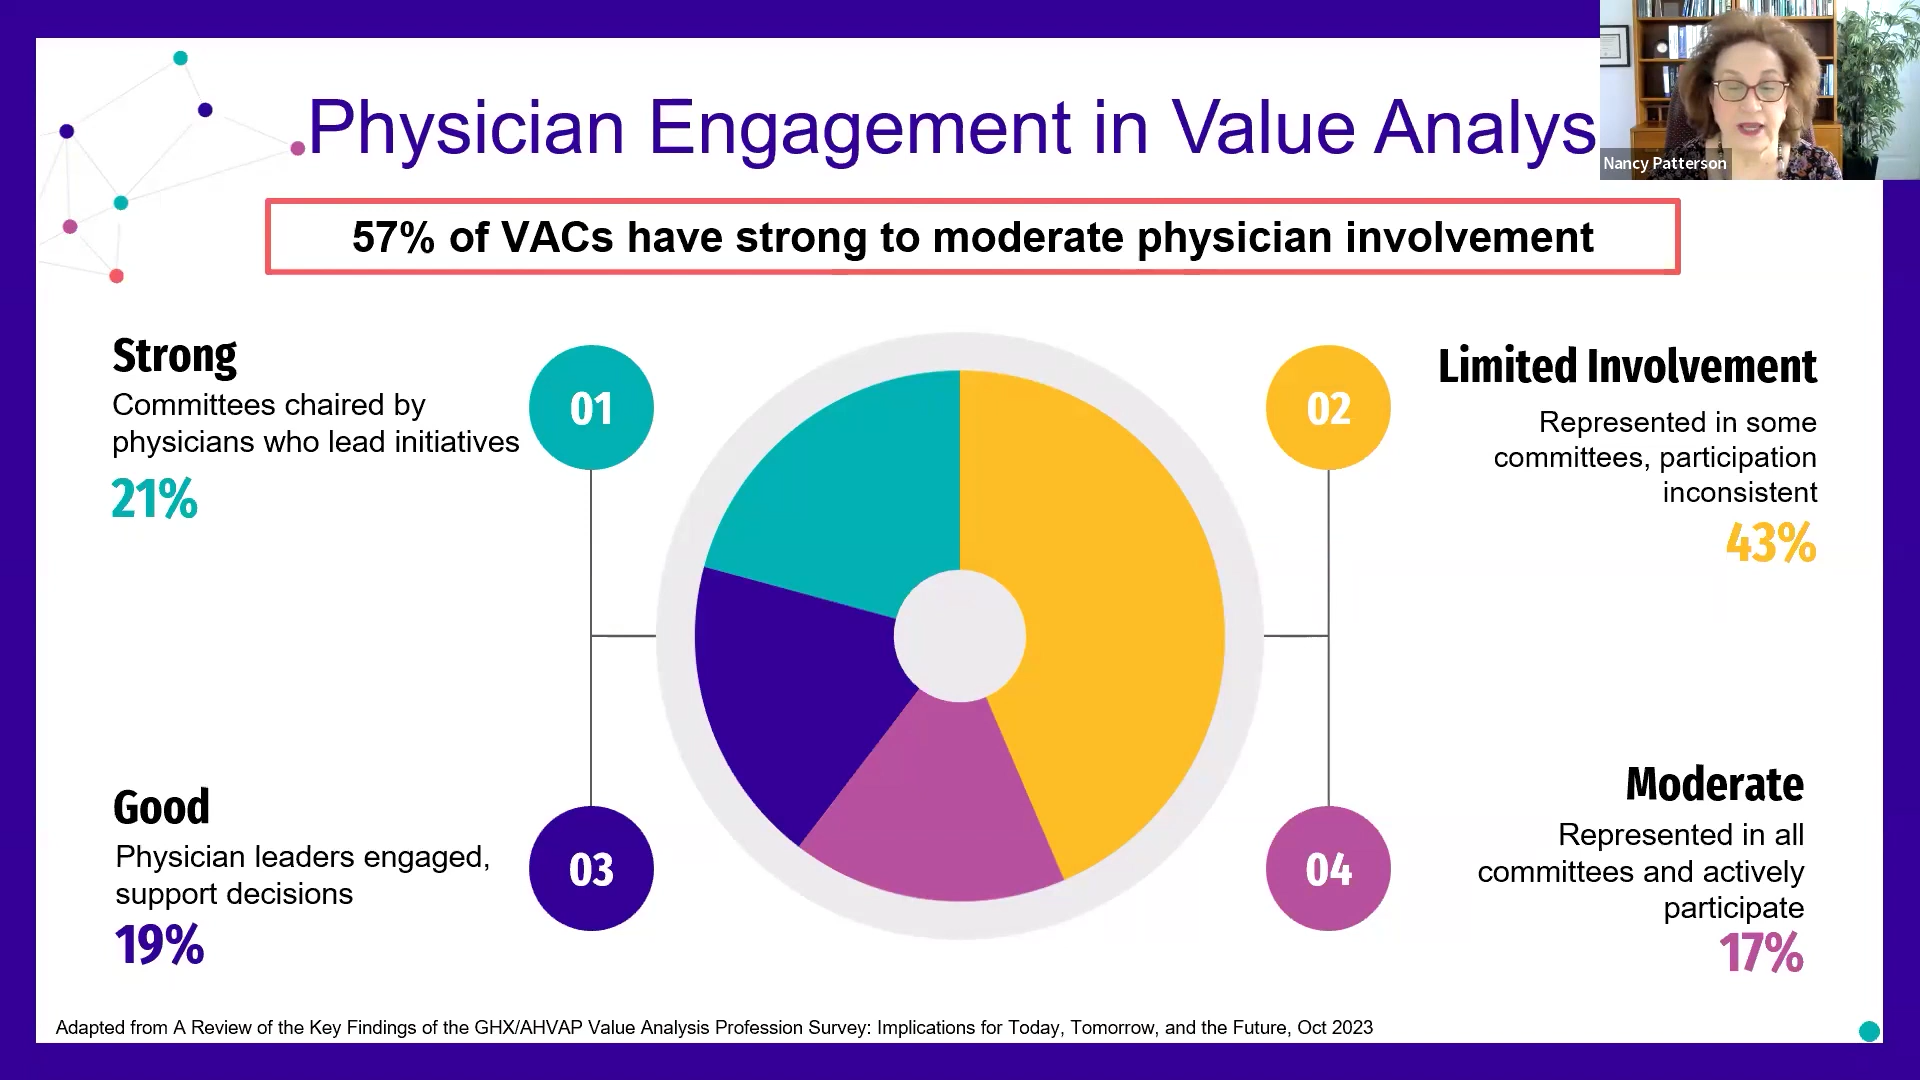 Physician Engagement in Value Analys
Nancy Patterson
57% of VACs have strong to moderate physician involvement
Strong
Committees chaired by
physicians who lead initiatives
21%
01
02
Limited Involvement
Represented in some
committees, participation
inconsistent
43%
Good
Physician leaders engaged,
support decisions
19%
03
04
Moderate
Represented in all
committees and actively
participate
17%
Adapted from A Review of the Key Findings of the GHX/AHVAP Value Analysis Profession Survey: Implications for Today, Tomorrow, and the Future, Oct 2023